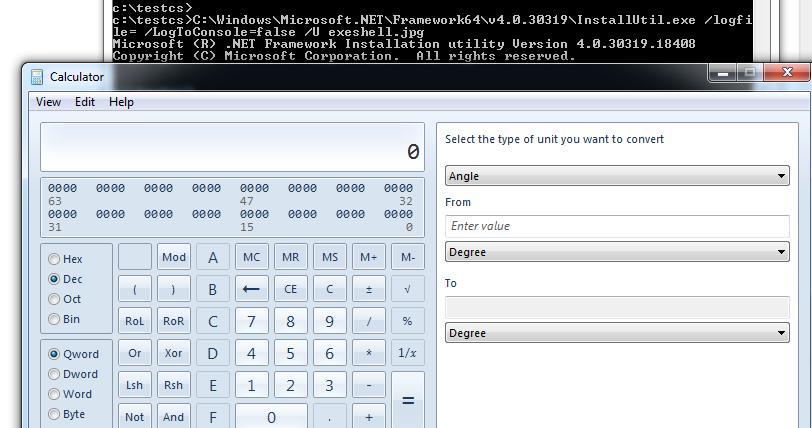 c:\testcs>
c:\testcs>C:\Windows\Microsoft.NET\Framework64\v4.0.30319\InstallUtil.exe /logfi
le= /LogToConsole=false /U exeshell.jpg
Microsoft (R) .NET Framework Installation utility Version 4.0.30319.18408
Copyright (C) Microsoft Corporation.  All rights reserved.
Calculator
View Edit Help
0
0000 0000 0000 0000 0000 0000 0000 0000
63 47 32
0000 0000 0000 0000 0000 0000 0000 0000
31 15 0
Hex
Dec
Oct
Bin
Qword
Dword
Word
Byte
Mod A MC MR MS M+ M-
( ) B ← CE C ± √
RoL RoR C 7 8 9 / %
Or Xor D 4 5 6 * 1/x
Lsh Rsh E 1 2 3 - =
Not And F 0 . +
Select the type of unit you want to convert
Angle
From
Enter value
Degree
To
Degree